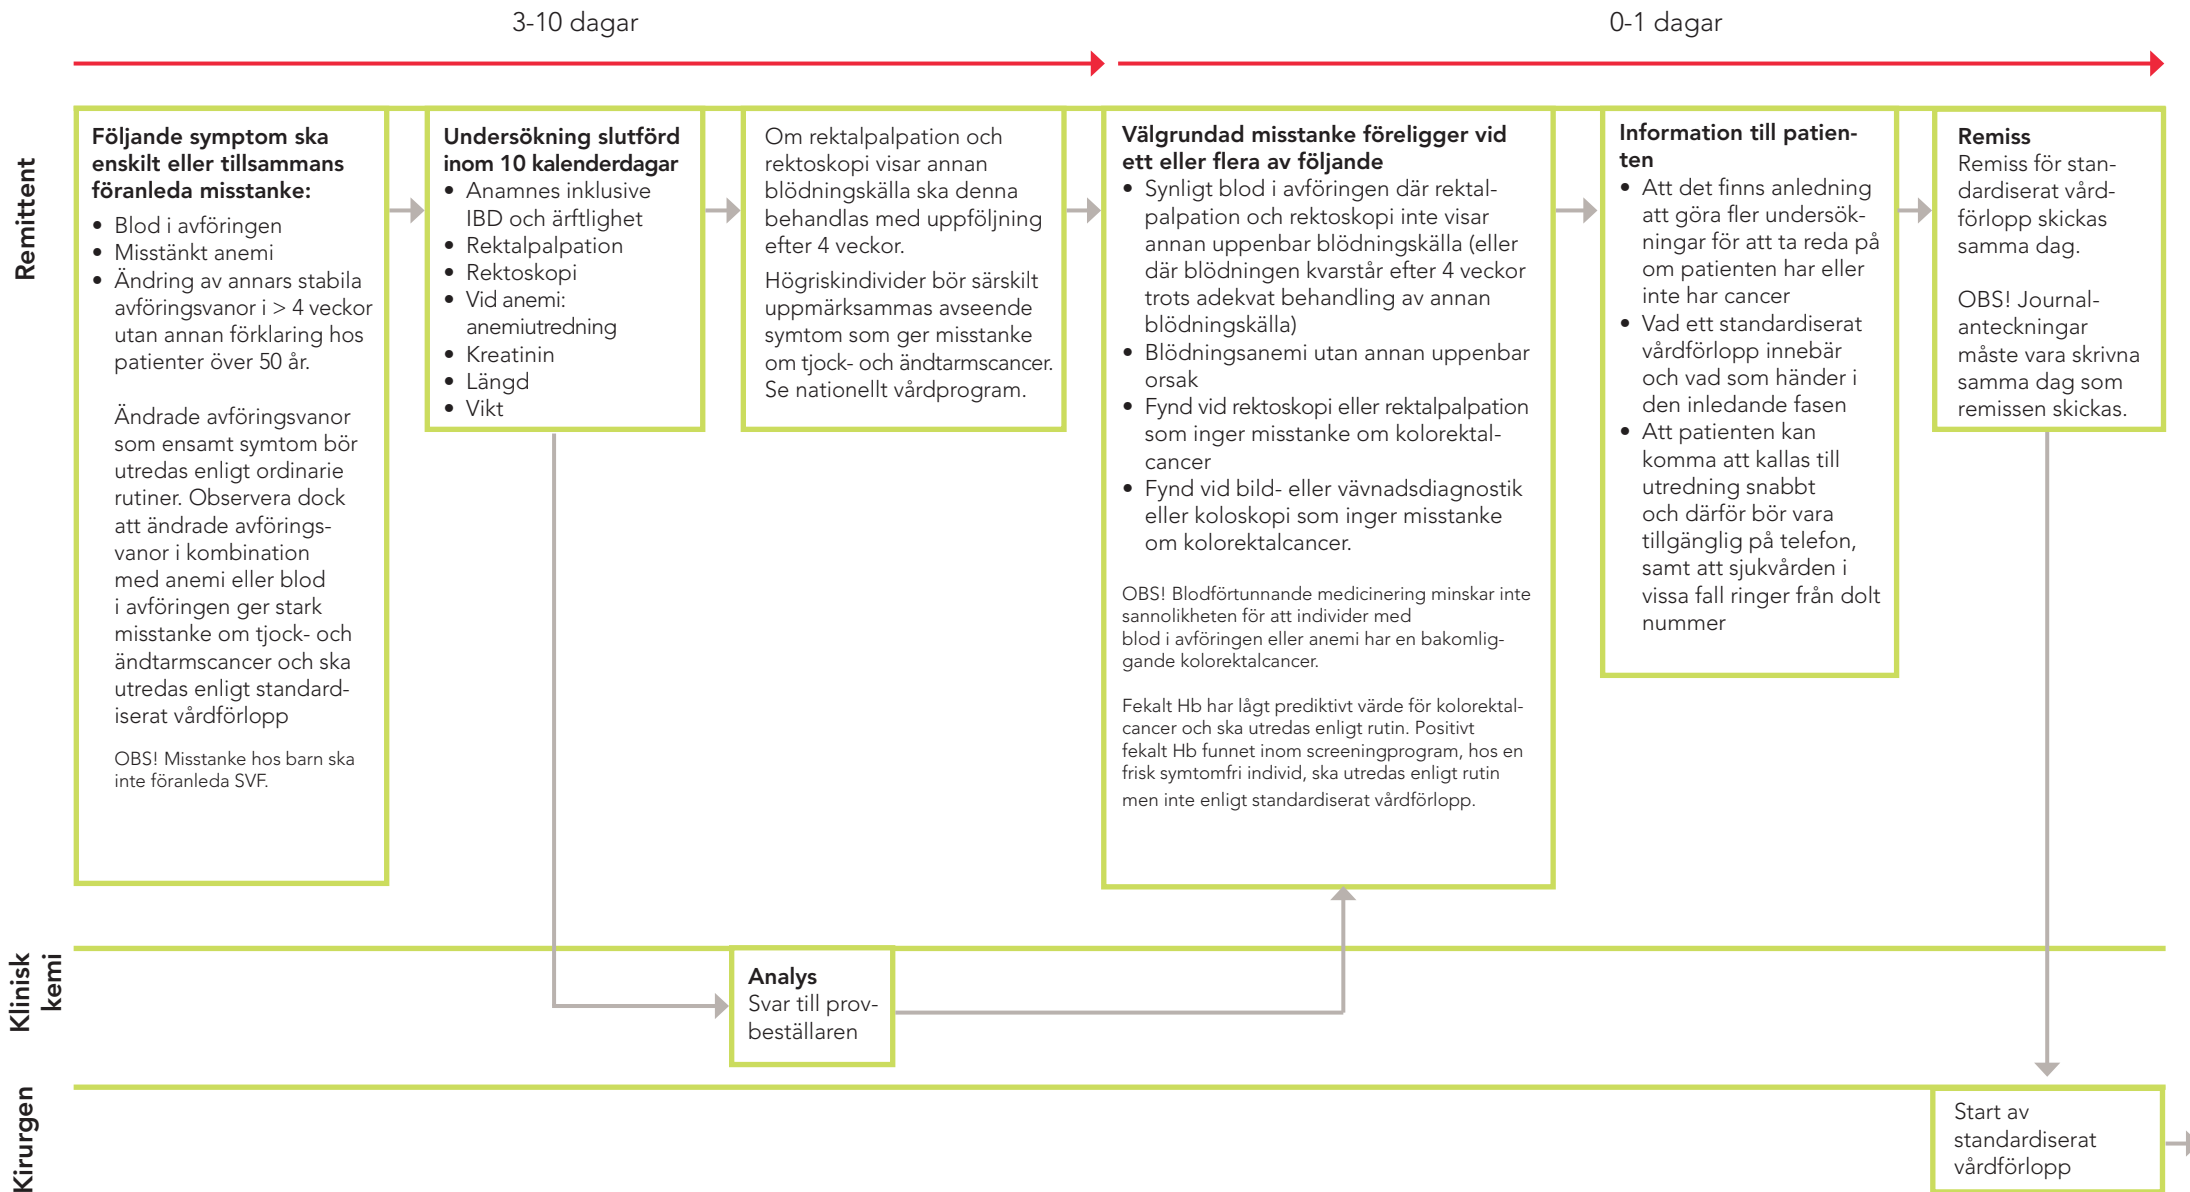 3-10 dagar
0-1 dagar
Remittent
Följande symptom ska
enskilt eller tillsammans
föranleda misstanke:
• Blod i avföringen
• Misstänkt anemi
• Ändring av annars stabila
avföringsvanor i > 4 veckor
utan annan förklaring hos
patienter över 50 år.
Ändrade avföringsvanor
som ensamt symtom bör
utredas enligt ordinarie
rutiner. Observera dock
att ändrade avförings-
vanor i kombination
med anemi eller blod
i avföringen ger stark
misstanke om tjock- och
ändtarmscancer och ska
utredas enligt standard-
iserat vårdförlopp
OBS! Misstanke hos barn ska
inte föranleda SVF.
Undersökning slutförd
inom 10 kalenderdagar
• Anamnes inklusive
IBD och ärftlighet
• Rektalpalpation
• Rektoskopi
• Vid anemi:
anemiutredning
• Kreatinin
• Längd
• Vikt
Om rektalpalpation och
rektoskopi visar annan
blödningskälla ska denna
behandlas med uppföljning
efter 4 veckor.
Högriskindivider bör särskilt
uppmärksammas avseende
symtom som ger misstanke
om tjock- och ändtarmscancer.
Se nationellt vårdprogram.
Välgrundad misstanke föreligger vid
ett eller flera av följande
• Synligt blod i avföringen där rektal-
palpation och rektoskopi inte visar
annan uppenbar blödningskälla (eller
där blödningen kvarstår efter 4 veckor
trots adekvat behandling av annan
blödningskälla)
• Blödningsanemi utan annan uppenbar
orsak
• Fynd vid rektoskopi eller rektalpalpation
som inger misstanke om kolorektal-
cancer
• Fynd vid bild- eller vävnadsdiagnostik
eller koloskopi som inger misstanke
om kolorektalcancer.
OBS! Blodförtunnande medicinering minskar inte
sannolikheten för att individer med
blod i avföringen eller anemi har en bakomlig-
gande kolorektalcancer.
Fekalt Hb har lågt prediktivt värde för kolorektal-
cancer och ska utredas enligt rutin. Positivt
fekalt Hb funnet inom screeningprogram, hos en
frisk symtomfri individ, ska utredas enligt rutin
men inte enligt standardiserat vårdförlopp.
Information till patien-
ten
• Att det finns anledning
att göra fler undersök-
ningar för att ta reda på
om patienten har eller
inte har cancer
• Vad ett standardiserat
vårdförlopp innebär
och vad som händer i
den inledande fasen
• Att patienten kan
komma att kallas till
utredning snabbt
och därför bör vara
tillgänglig på telefon,
samt att sjukvården i
vissa fall ringer från dolt
nummer
Remiss
Remiss för stan-
dardiserat vård-
förlopp skickas
samma dag.
OBS! Journal-
anteckningar
måste vara skrivna
samma dag som
remissen skickas.
Klinisk
kemi
Analys
Svar till prov-
beställaren
Kirurgen
Start av
standardiserat
vårdförlopp